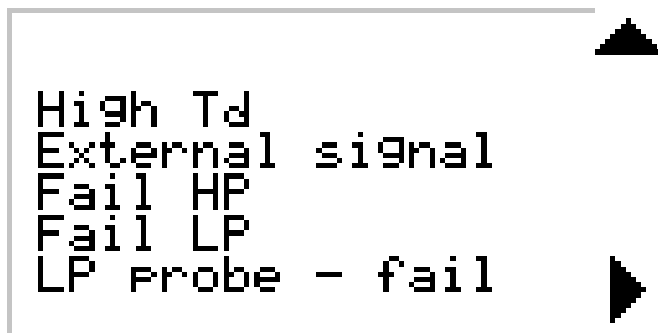 High Td
External signal
Fail HP
Fail LP
LP probe - fail